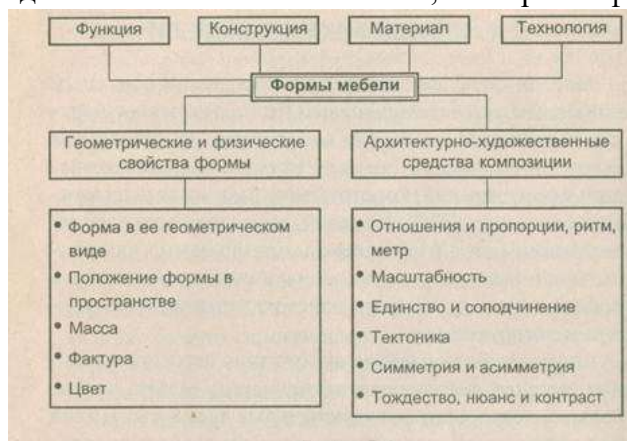 Функция
Конструкция
Материал
Технология
Формы мебели
Геометрические и физические
свойства формы
Архитектурно-художественные
средства композиции
• Форма в ее геометрическом
виде
• Положение формы в
пространстве
• Масса
• Фактура
• Цвет
• Отношения и пропорции, ритм,
метр
• Масштабность
• Единство и соподчинение
• Тектоника
• Симметрия и асимметрия
• Тождество, нюанс и контраст